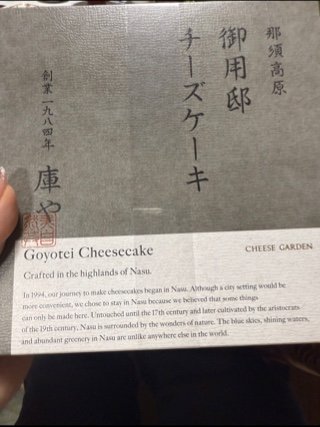 那須高原
御用邸
チーズケーキ
創業一九八四年
庫や
Goyotei Cheesecake
CHEESE GARDEN
Crafted in the highlands of Nasu.
In 1994, our journey to make cheesecakes began in Nasu. Although a city setting would be
more convenient, we chose to stay in Nasu because we believed that some things
can only be made here. Untouched until the 17th century and later cultivated by the aristocrats
of the 19th century, Nasu is surrounded by the wonders of nature. The blue skies, shining waters,
and abundant greenery in Nasu are unlike anywhere else in the world.